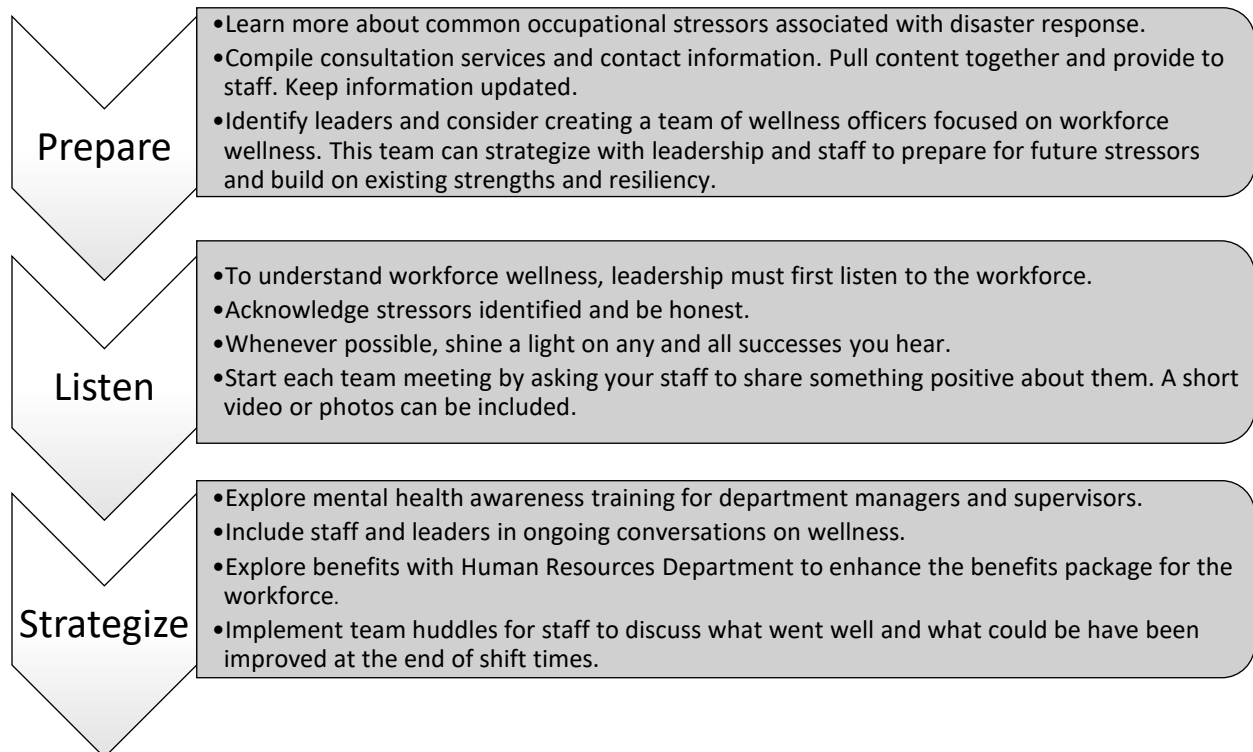 Prepare
•Learn more about common occupational stressors associated with disaster response.
•Compile consultation services and contact information. Pull content together and provide to
staff. Keep information updated.
•Identify leaders and consider creating a team of wellness officers focused on workforce
wellness. This team can strategize with leadership and staff to prepare for future stressors
and build on existing strengths and resiliency.
Listen
•To understand workforce wellness, leadership must first listen to the workforce.
•Acknowledge stressors identified and be honest.
•Whenever possible, shine a light on any and all successes you hear.
•Start each team meeting by asking your staff to share something positive about them. A short
video or photos can be included.
Strategize
•Explore mental health awareness training for department managers and supervisors.
•Include staff and leaders in ongoing conversations on wellness.
•Explore benefits with Human Resources Department to enhance the benefits package for the
workforce.
•Implement team huddles for staff to discuss what went well and what could be have been
improved at the end of shift times.